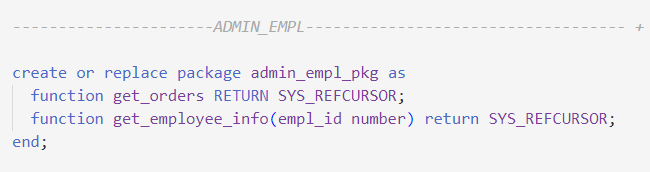 ----------------------ADMIN_EMPL----------------------------------- +
create or replace package admin_empl_pkg as
function get_orders RETURN SYS_REFCURSOR;
function get_employee_info(empl_id number) return SYS_REFCURSOR;
end;